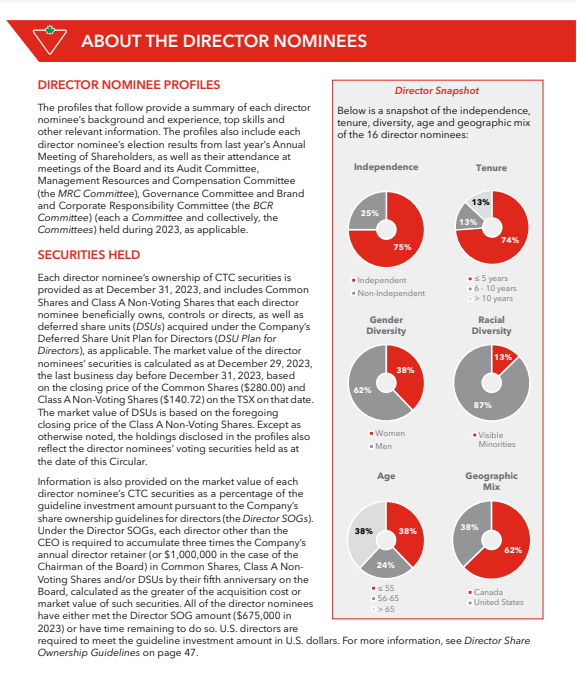 ABOUT THE DIRECTOR NOMINEES
DIRECTOR NOMINEE PROFILES
The profiles that follow provide a summary of each director
nominee's background and experience, top skills and
other relevant information. The profiles also include each
director nominee's election results from last year's Annual
Meeting of Shareholders, as well as their attendance at
meetings of the Board and its Audit Committee,
Management Resources and Compensation Committee
(the MRC Committee), Governance Committee and Brand
and Corporate Responsibility Committee (the BCR
Committee) (each a Committee and collectively, the
Committees) held during 2023, as applicable.
SECURITIES HELD
Each director nominee's ownership of CTC securities is
provided as at December 31, 2023, and includes Common
Shares and Class A Non-Voting Shares that each director
nominee beneficially owns, controls or directs, as well as
deferred share units (DSUs) acquired under the Company's
Deferred Share Unit Plan for Directors (DSU Plan for
Directors), as applicable. The market value of the director
nominees' securities is calculated as at December 29, 2023,
the last business day before December 31, 2023, based
on the closing price of the Common Shares ($280.00) and
Class A Non-Voting Shares ($140.72) on the TSX on that date.
The market value of DSUs is based on the foregoing
closing price of the Class A Non-Voting Shares. Except as
otherwise noted, the holdings disclosed in the profiles also
reflect the director nominees' voting securities held as at
the date of this Circular.
Information is also provided on the market value of each
director nominee's CTC securities as a percentage of the
guideline investment amount pursuant to the Company's
share ownership guidelines for directors (the Director SOGs).
Under the Director SOGs, each director other than the
CEO is required to accumulate three times the Company's
annual director retainer (or $1,000,000 in the case of the
Chairman of the Board) in Common Shares, Class A Non-
Voting Shares and/or DSUs by their fifth anniversary on the
Board, calculated as the greater of the acquisition cost or
market value of such securities. All of the director nominees
have either met the Director SOG amount ($675,000 in
2023) or have time remaining to do so. U.S. directors are
required to meet the guideline investment amount in U.S. dollars. For more information, see Director Share
Ownership Guidelines on page 47.
Director Snapshot
Below is a snapshot of the independence,
tenure, diversity, age and geographic mix
of the 16 director nominees:
Independence
25%
75%
Independent
Non-Independent
Tenure
13%
13%
74%
≤ 5 years
6 - 10 years
> 10 years
Gender
Diversity
38%
62%
Women
Men
Racial
Diversity
13%
87%
Visible
Minorities
Age
38%
38%
24%
≤ 55
56-65
> 65
Geographic
Mix
38%
62%
Canada
United States